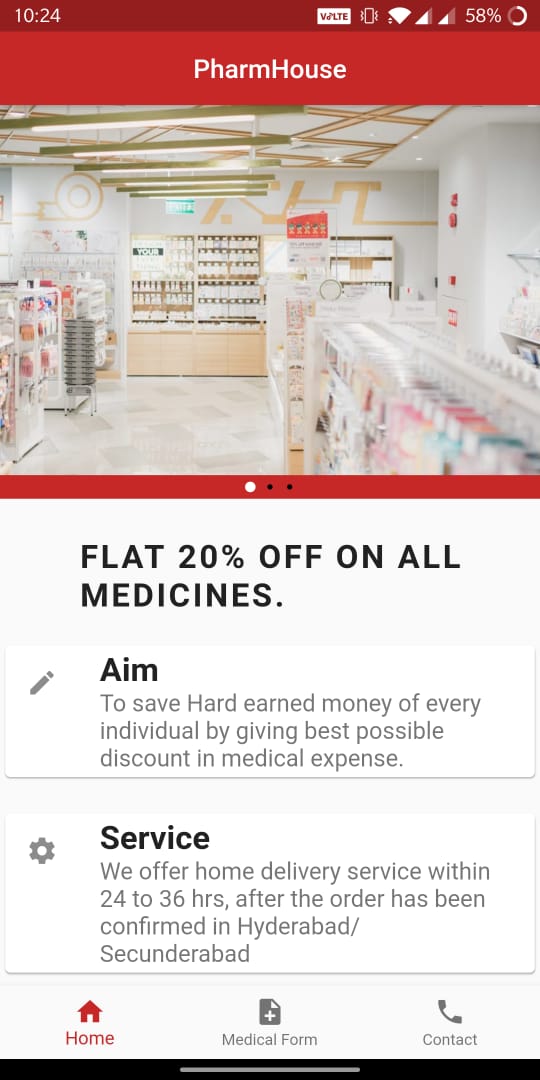 10:24
VoLTE
58%
PharmHouse
YOUR
FLAT 20% OFF ON ALL
MEDICINES.
Aim
To save Hard earned money of every
individual by giving best possible
discount in medical expense.
Service
We offer home delivery service within
24 to 36 hrs, after the order has been
confirmed in Hyderabad/
Secunderabad
Home
Medical Form
Contact